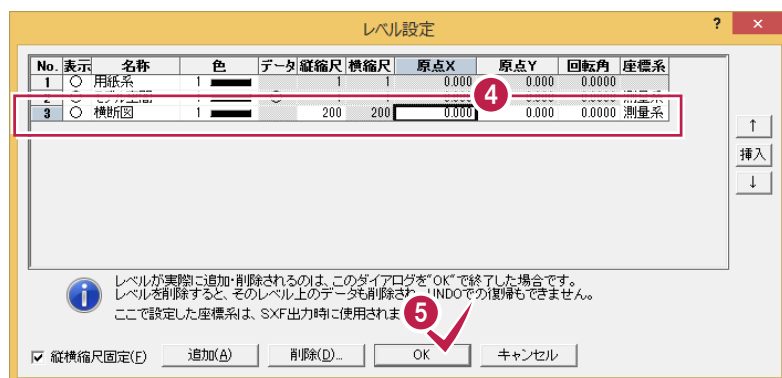 レベル設定
? ×
No. 表示 名称 色 データ 縦縮尺 横縮尺 原点X 原点Y 回転角 座標系
1 ○ 用紙系 1 1 1 0.000 0.000 0.0000
3 ○ 横断図 1 200 200 0.000 0.000 0.0000 測量系
4
↑
挿入
↓
レベルが実際に追加・削除されるのは、このダイアログを"OK"で終了した場合です。
レベルを削除すると、そのレベル上のデータも削除され、UNDOでの復帰もできません。
ここで設定した座標系は、SXF出力時に使用されま
5
縦横縮尺固定(F) 追加(A) 削除(D)... OK キャンセル